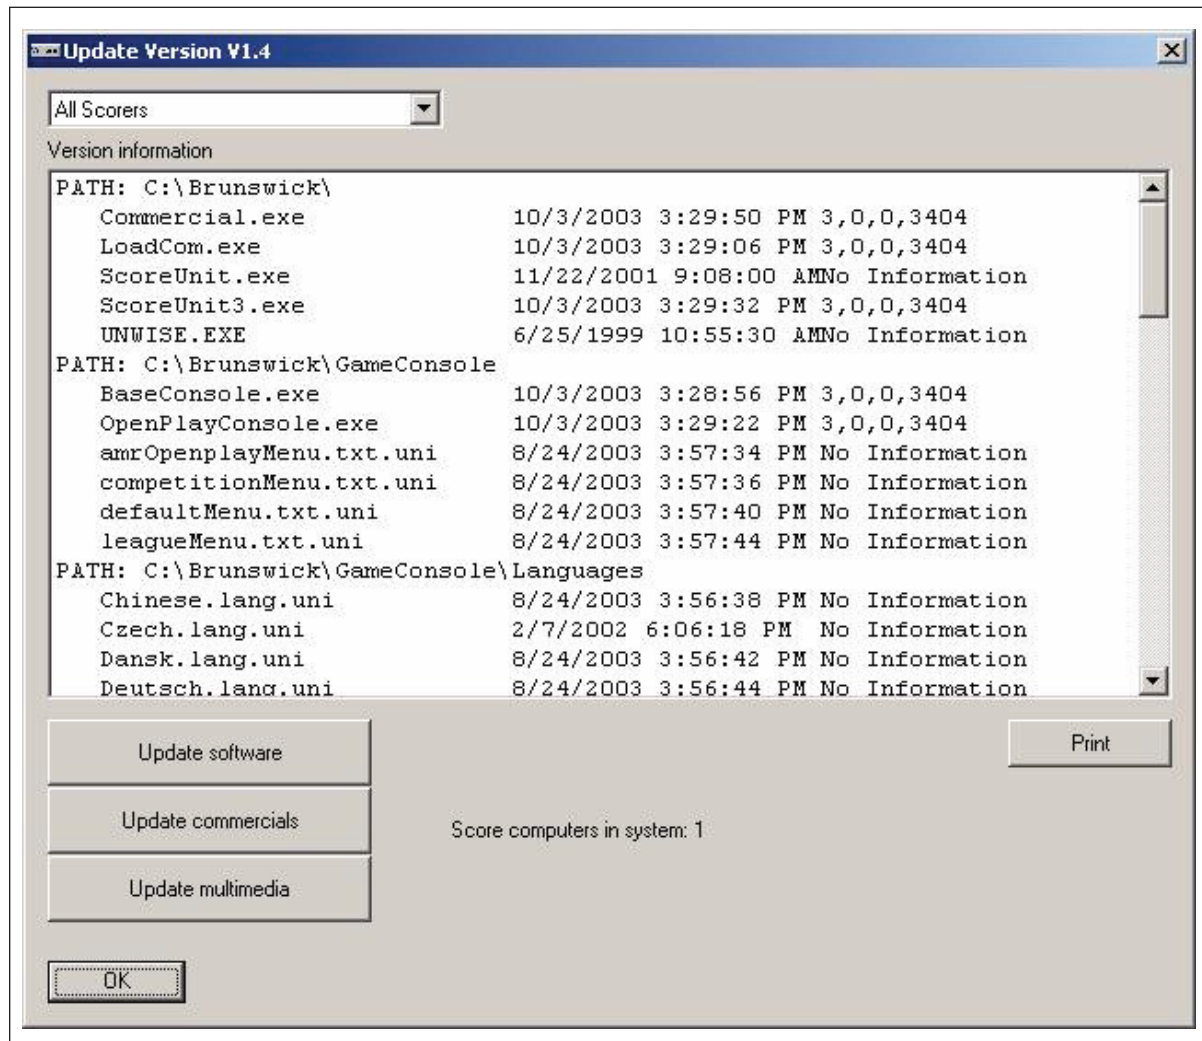 Update Version V1.4
All Scorers
Version information
PATH: C:\Brunswick\
Commercial.exe 10/3/2003 3:29:50 PM 3,0,0,3404
LoadCom.exe 10/3/2003 3:29:06 PM 3,0,0,3404
ScoreUnit.exe 11/22/2001 9:08:00 AMNo Information
ScoreUnit3.exe 10/3/2003 3:29:32 PM 3,0,0,3404
UNWISE.EXE 6/25/1999 10:55:30 AMNo Information
PATH: C:\Brunswick\GameConsole
BaseConsole.exe 10/3/2003 3:28:56 PM 3,0,0,3404
OpenPlayConsole.exe 10/3/2003 3:29:22 PM 3,0,0,3404
amrOpenplayMenu.txt.uni 8/24/2003 3:57:34 PM No Information
competitionMenu.txt.uni 8/24/2003 3:57:36 PM No Information
defaultMenu.txt.uni 8/24/2003 3:57:40 PM No Information
leagueMenu.txt.uni 8/24/2003 3:57:44 PM No Information
PATH: C:\Brunswick\GameConsole\Languages
Chinese.lang.uni 8/24/2003 3:56:38 PM No Information
Czech.lang.uni 2/7/2002 6:06:18 PM No Information
Dansk.lang.uni 8/24/2003 3:56:42 PM No Information
Deutsch.lang.uni 8/24/2003 3:56:44 PM No Information
Update software
Print
Update commercials
Score computers in system: 1
Update multimedia
OK